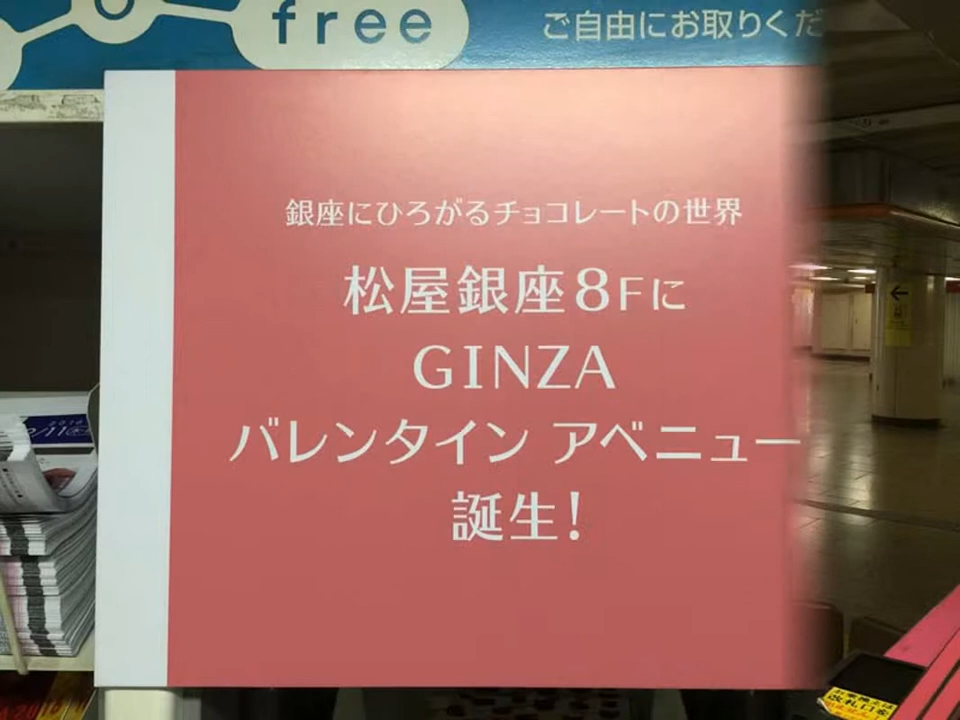 free
ご自由にお取りくだ
銀座にひろがるチョコレートの世界
松屋銀座8Fに
GINZA
バレンタイン アベニュー
誕生!